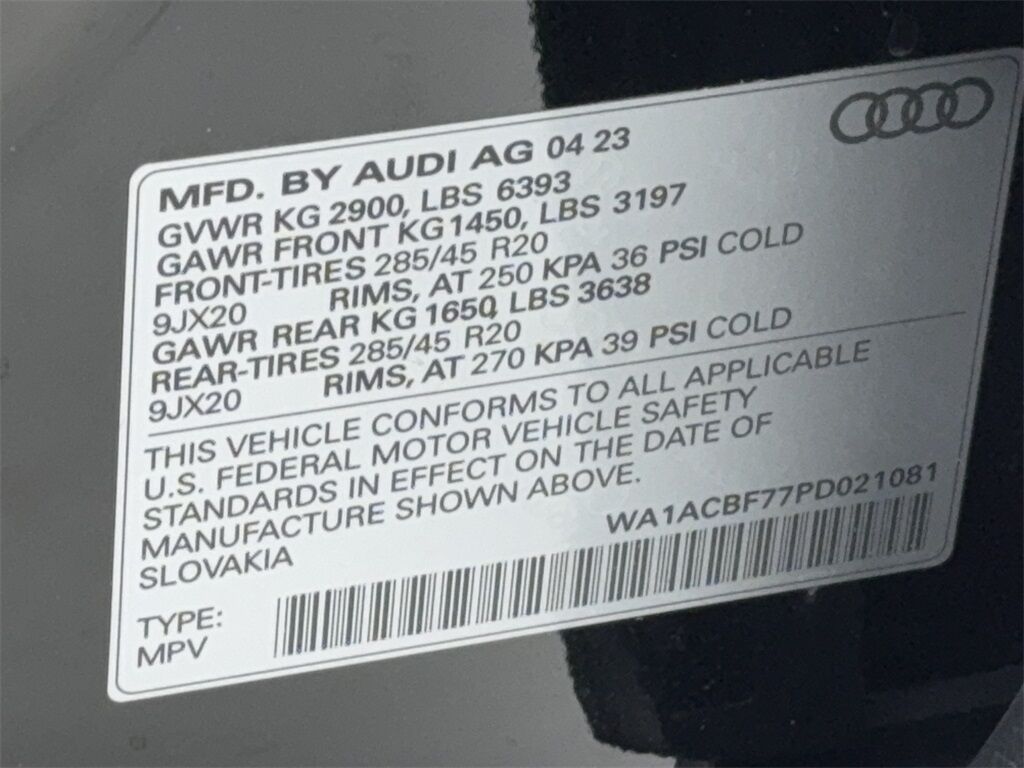 MFD. BY AUDI AG 04 23
GVWR KG 2900, LBS 6393
GAWR FRONT KG 1450, LBS 3197
FRONT-TIRES 285/45 R20
9JX20 RIMS, AT 250 KPA 36 PSI COLD
GAWR REAR KG 1650, LBS 3638
REAR-TIRES 285/45 R20
9JX20 RIMS, AT 270 KPA 39 PSI COLD
THIS VEHICLE CONFORMS TO ALL APPLICABLE
U.S. FEDERAL MOTOR VEHICLE SAFETY
STANDARDS IN EFFECT ON THE DATE OF
MANUFACTURE SHOWN ABOVE.
SLOVAKIA
WA1ACBF77PD021081
TYPE:
MPV